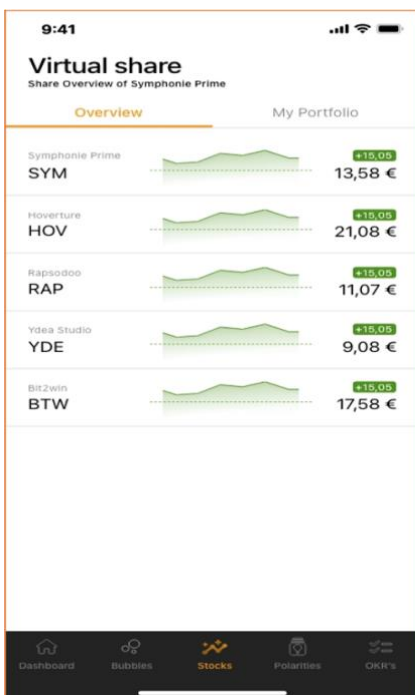 9:41
Virtual share
Share Overview of Symphonie Prime
Overview My Portfolio
Symphonie Prime +15,05
SYM 13,58 €
Hoverture +15,05
HOV 21,08 €
Rapsodoo +15,05
RAP 11,07 €
Ydea Studio +15,05
YDE 9,08 €
Bit2win +15,05
BTW 17,58 €
Dashboard Bubbles Stocks Polarities OKR's